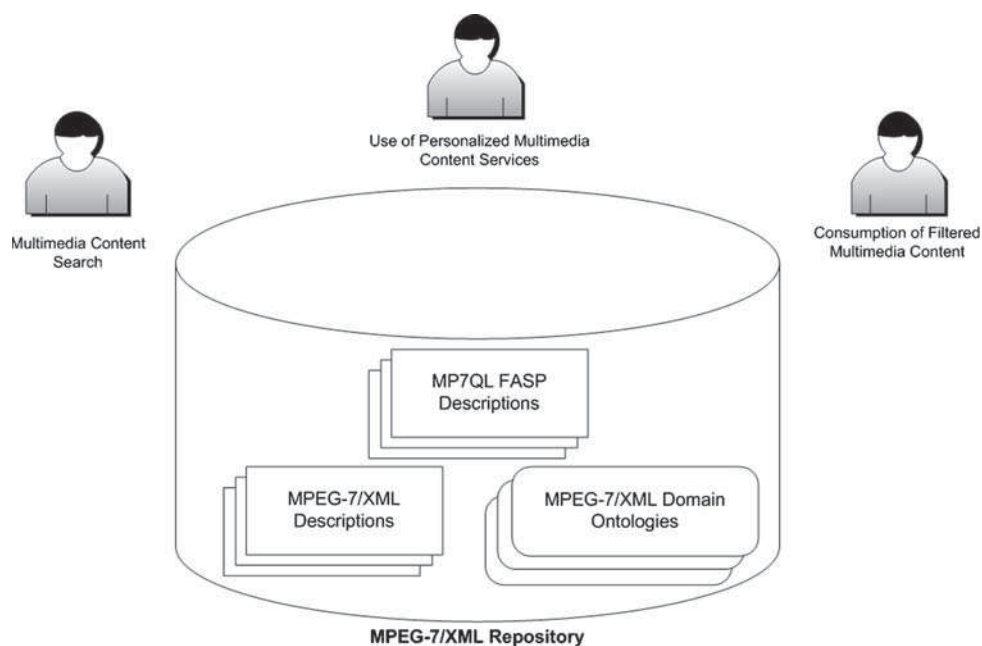 Use of Personalized Multimedia
Content Services
Multimedia Content
Search
Consumption of Filtered
Multimedia Content
MP7QL FASP
Descriptions
MPEG-7/XML
Descriptions
MPEG-7/XML Domain
Ontologies
MPEG-7/XML Repository